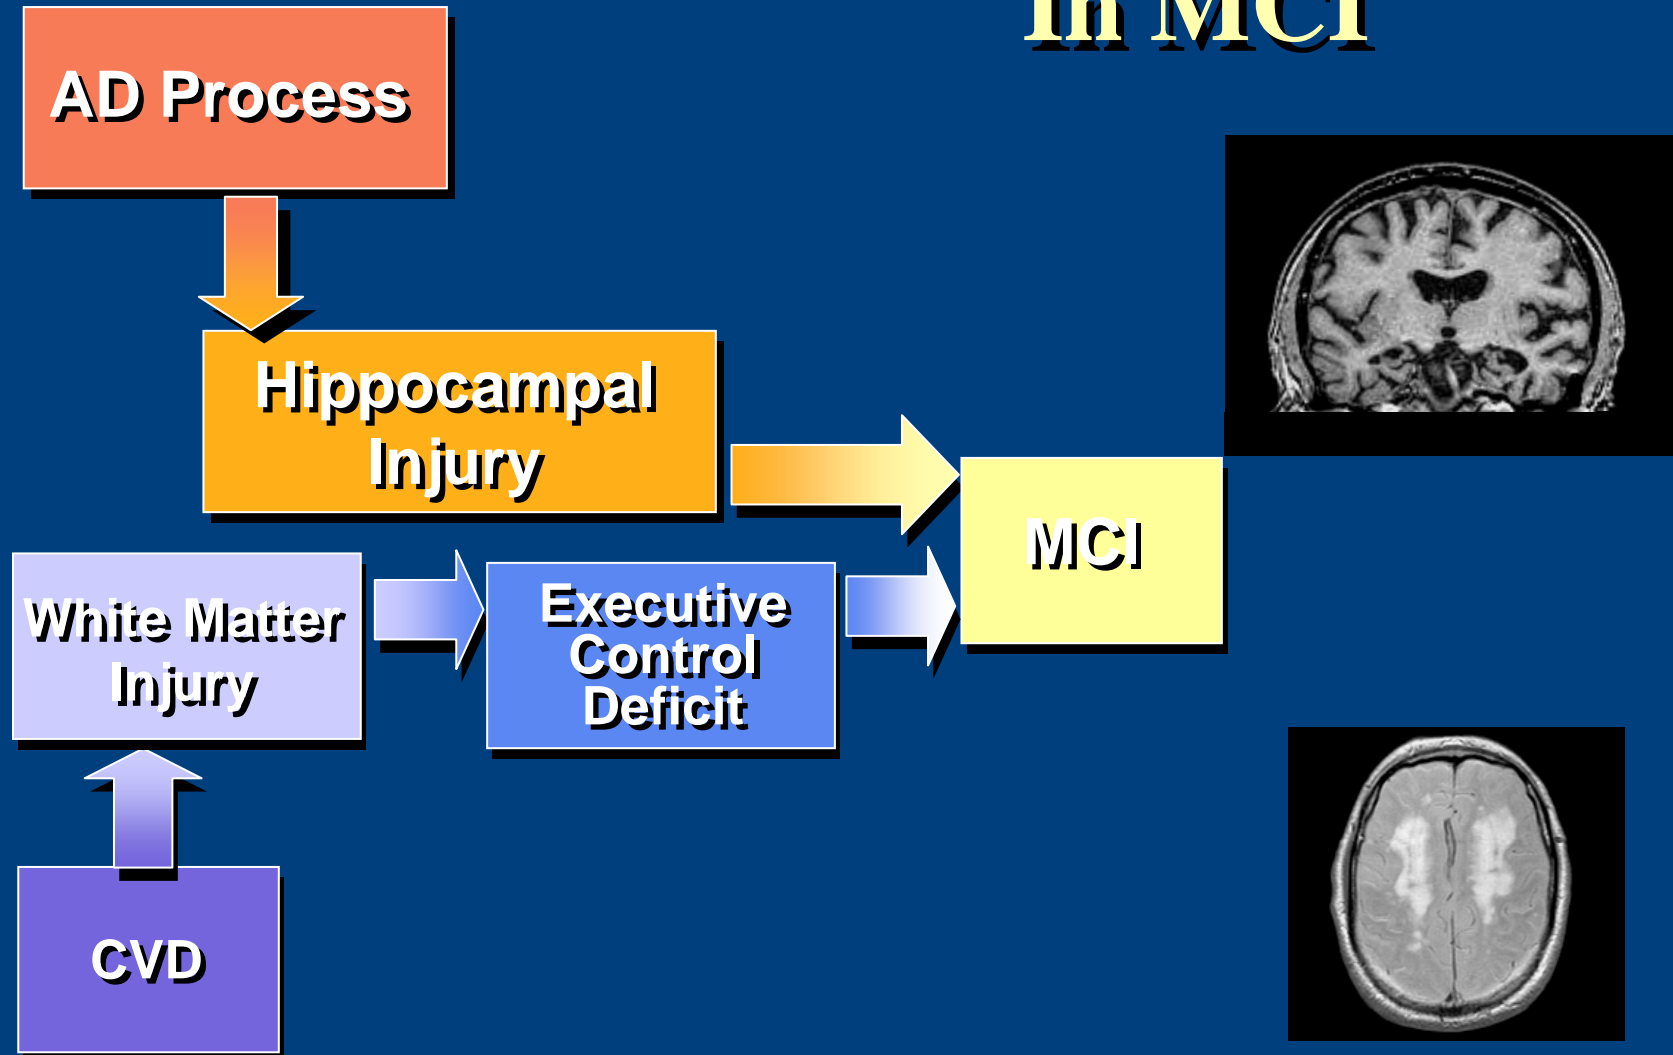 In MCI
AD Process
Hippocampal
Injury
MCI
White Matter
Injury
Executive
Control
Deficit
CVD